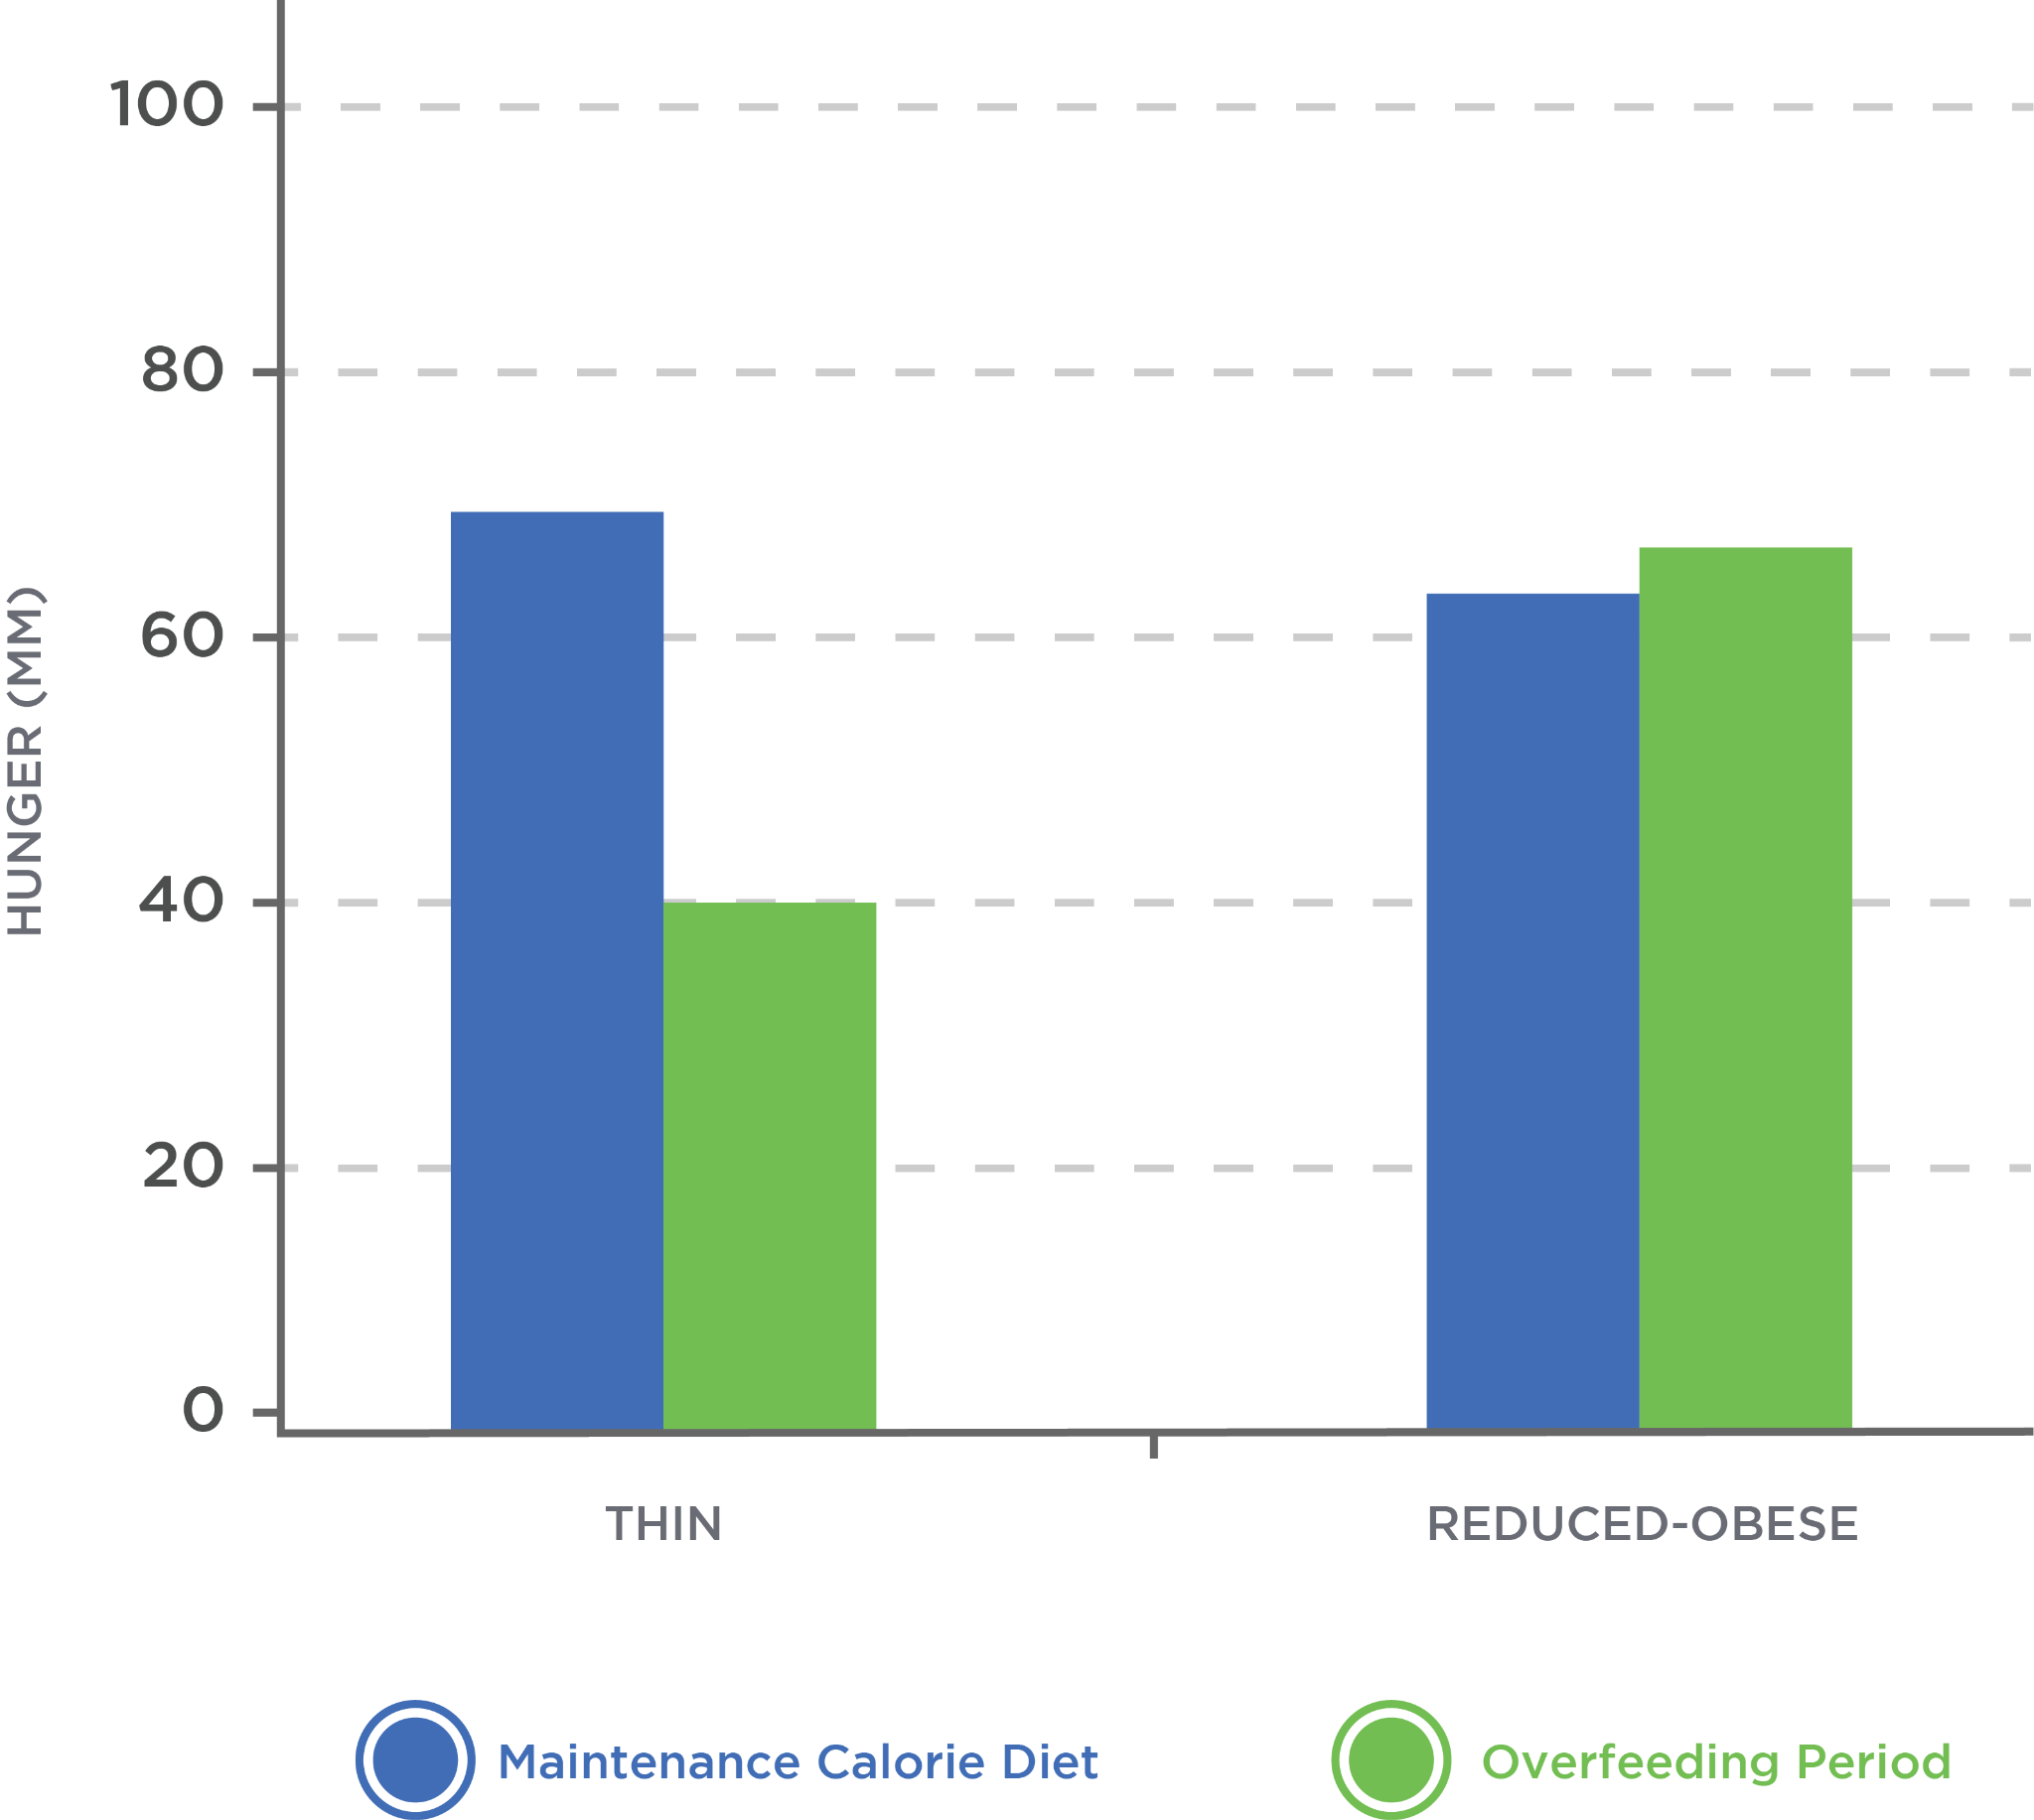 100
80
60
40
20
0
HUNGER (MM)
THIN
REDUCED-OBESE
Maintenance Calorie Diet
Overfeeding Period